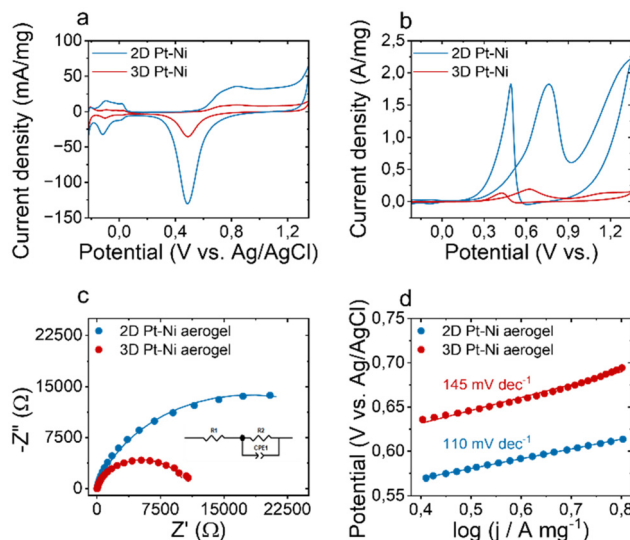 a
2D Pt-Ni
3D Pt-Ni
Current density (mA/mg)
100
50
0
−50
−100
−150
0,0 0,4 0,8 1,2
Potential (V vs. Ag/AgCl)
b
2D Pt-Ni
3D Pt-Ni
Current density (A/mg)
2,5
2,0
1,5
1,0
0,5
0,0
0,0 0,3 0,6 0,9 1,2
Potential (V vs.)
c
2D Pt-Ni aerogel
3D Pt-Ni aerogel
-Z'' (Ω)
22500
15000
7500
0
R1 R2
CPE1
0 7500 15000 22500
Z' (Ω)
d
2D Pt-Ni aerogel
3D Pt-Ni aerogel
Potential (V vs. Ag/AgCl)
0,75
0,70
0,65
0,60
0,55
145 mV dec⁻¹
110 mV dec⁻¹
0,4 0,5 0,6 0,7 0,8
log (j / A mg⁻¹)